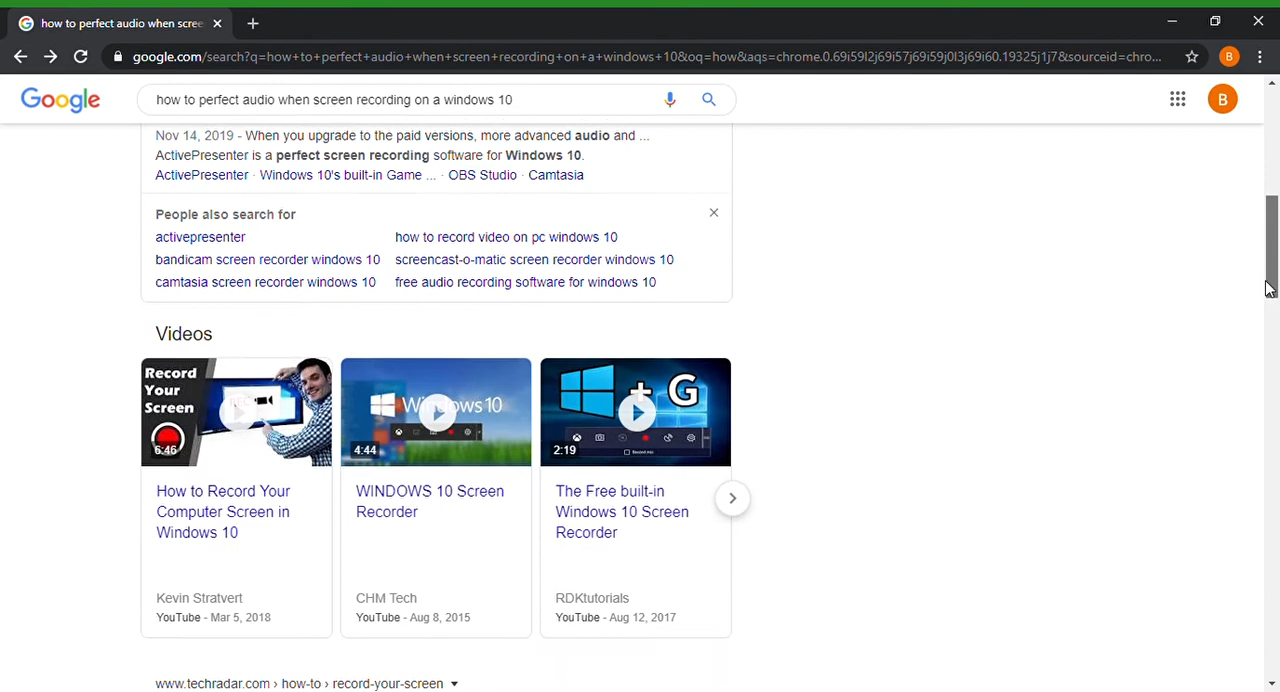 how to perfect audio when scree
google.com/search?q=how+to+perfect+audio+when+screen+recording+on+a+windows+10&oq=how&aqs=chrome.0.69i59l2j69i57j69i59j0l3j69i60.19325j1j7&sourceid=chro...
B
Google
how to perfect audio when screen recording on a windows 10
B
Nov 14, 2019 - When you upgrade to the paid versions, more advanced audio and ...
ActivePresenter is a perfect screen recording software for Windows 10.
ActivePresenter · Windows 10's built-in Game ... · OBS Studio · Camtasia
People also search for
activepresenter
how to record video on pc windows 10
bandicam screen recorder windows 10
screencast-o-matic screen recorder windows 10
camtasia screen recorder windows 10
free audio recording software for windows 10
Videos
Record
Your
Screen
6:46
Windows 10
4:44
+ G
Record mic
2:19
How to Record Your
Computer Screen in
Windows 10
Kevin Stratvert
YouTube - Mar 5, 2018
WINDOWS 10 Screen
Recorder
CHM Tech
YouTube - Aug 8, 2015
The Free built-in
Windows 10 Screen
Recorder
RDKtutorials
YouTube - Aug 12, 2017
www.techradar.com › how-to › record-your-screen